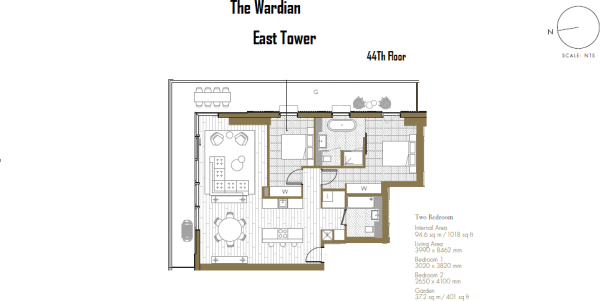 The Wardian
East Tower
44Th Floor
N
SCALE: NTS
G
W
W
Two Bedroom
Internal Area
94.6 sq m / 1018 sq ft
Living Area
3990 x 8462 mm
Bedroom 1
3020 x 3820 mm
Bedroom 2
2650 x 4100 mm
Garden
37.2 sq m / 401 sq ft